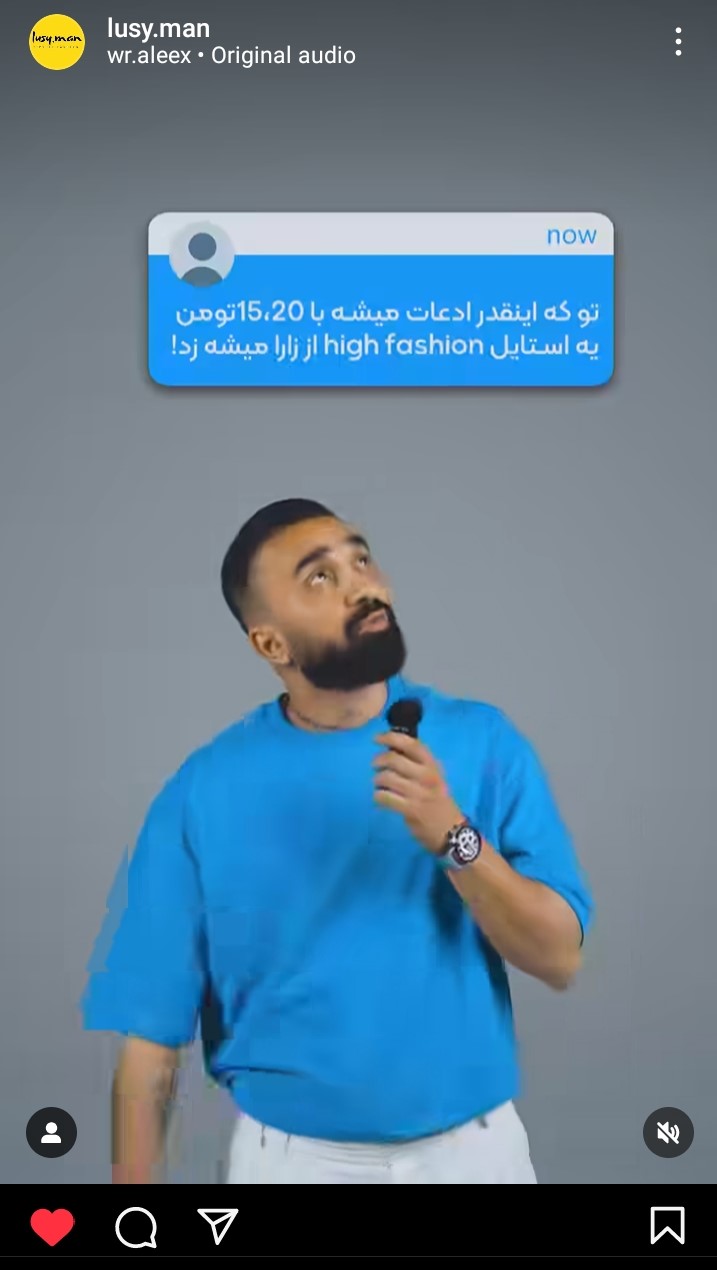 lusy.man
lusy.man
wr.aleex • Original audio
now
تو که اینقدر ادعات میشه با 15،20تومن
یه استایل high fashion از زارا میشه زد!